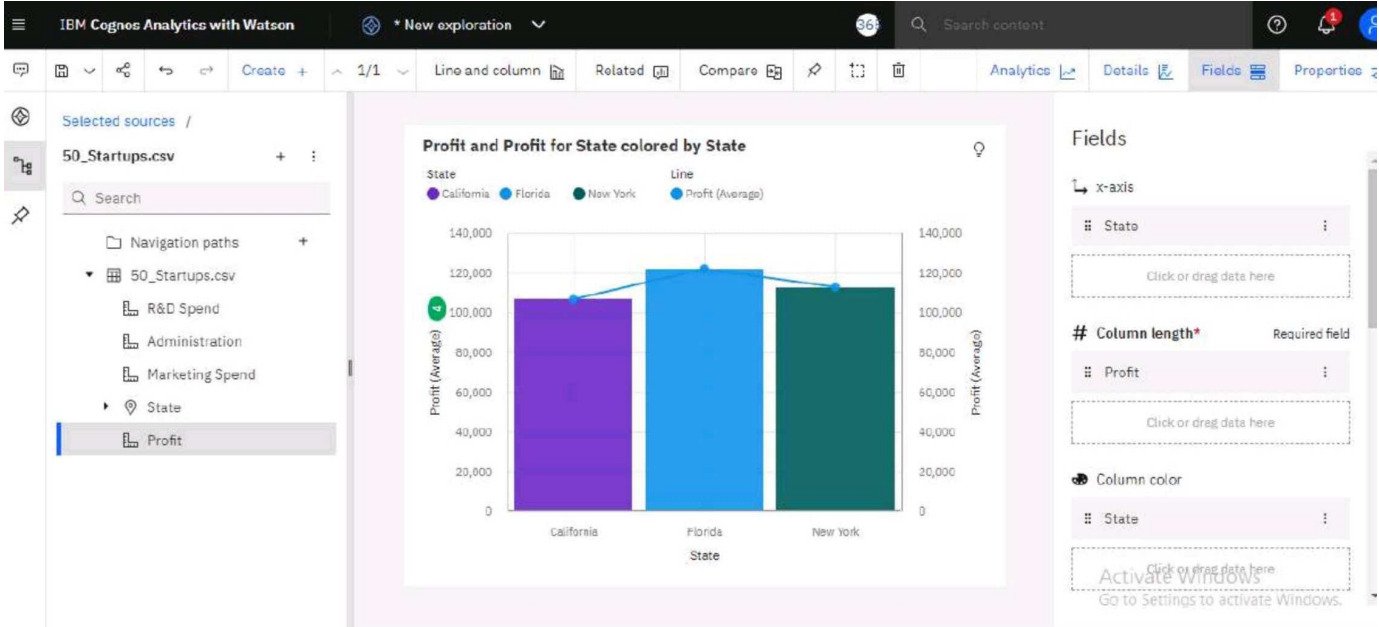 IBM Cognos Analytics with Watson
* New exploration
Search content
1
Create +
1/1
Line and column
Related
Compare
Analytics
Details
Fields
Properties
Selected sources /
50_Startups.csv
Search
Navigation paths
50_Startups.csv
R&D Spend
Administration
Marketing Spend
State
Profit
Profit and Profit for State colored by State
State
Line
California
Florida
New York
Profit (Average)
140,000
120,000
100,000
80,000
60,000
40,000
20,000
0
Profit (Average)
140,000
120,000
100,000
80,000
60,000
40,000
20,000
0
Profit (Average)
California
Florida
New York
State
Fields
x-axis
State
Click or drag data here
# Column length*
Required field
Profit
Click or drag data here
Column color
State
Click or drag data here
Activate Windows
Go to Settings to activate Windows.